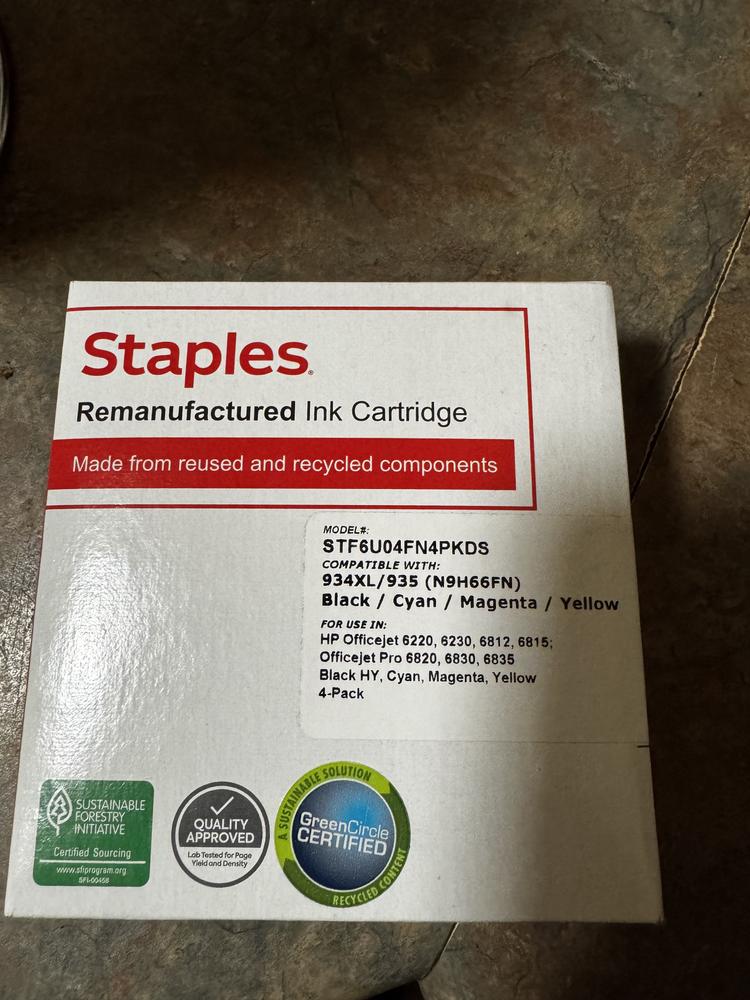 Staples®
Remanufactured Ink Cartridge
Made from reused and recycled components
MODEL#:
STF6U04FN4PKDS
COMPATIBLE WITH:
934XL/935 (N9H66FN)
Black / Cyan / Magenta / Yellow
FOR USE IN:
HP Officejet 6220, 6230, 6812, 6815;
Officejet Pro 6820, 6830, 6835
Black HY, Cyan, Magenta, Yellow
4-Pack
SUSTAINABLE
FORESTRY
INITIATIVE
Certified Sourcing
www.sfiprogram.org
SFI-00458
QUALITY
APPROVED
Lab Tested for Page
Yield and Density
A SUSTAINABLE SOLUTION
GreenCircle
CERTIFIED
RECYCLED CONTENT